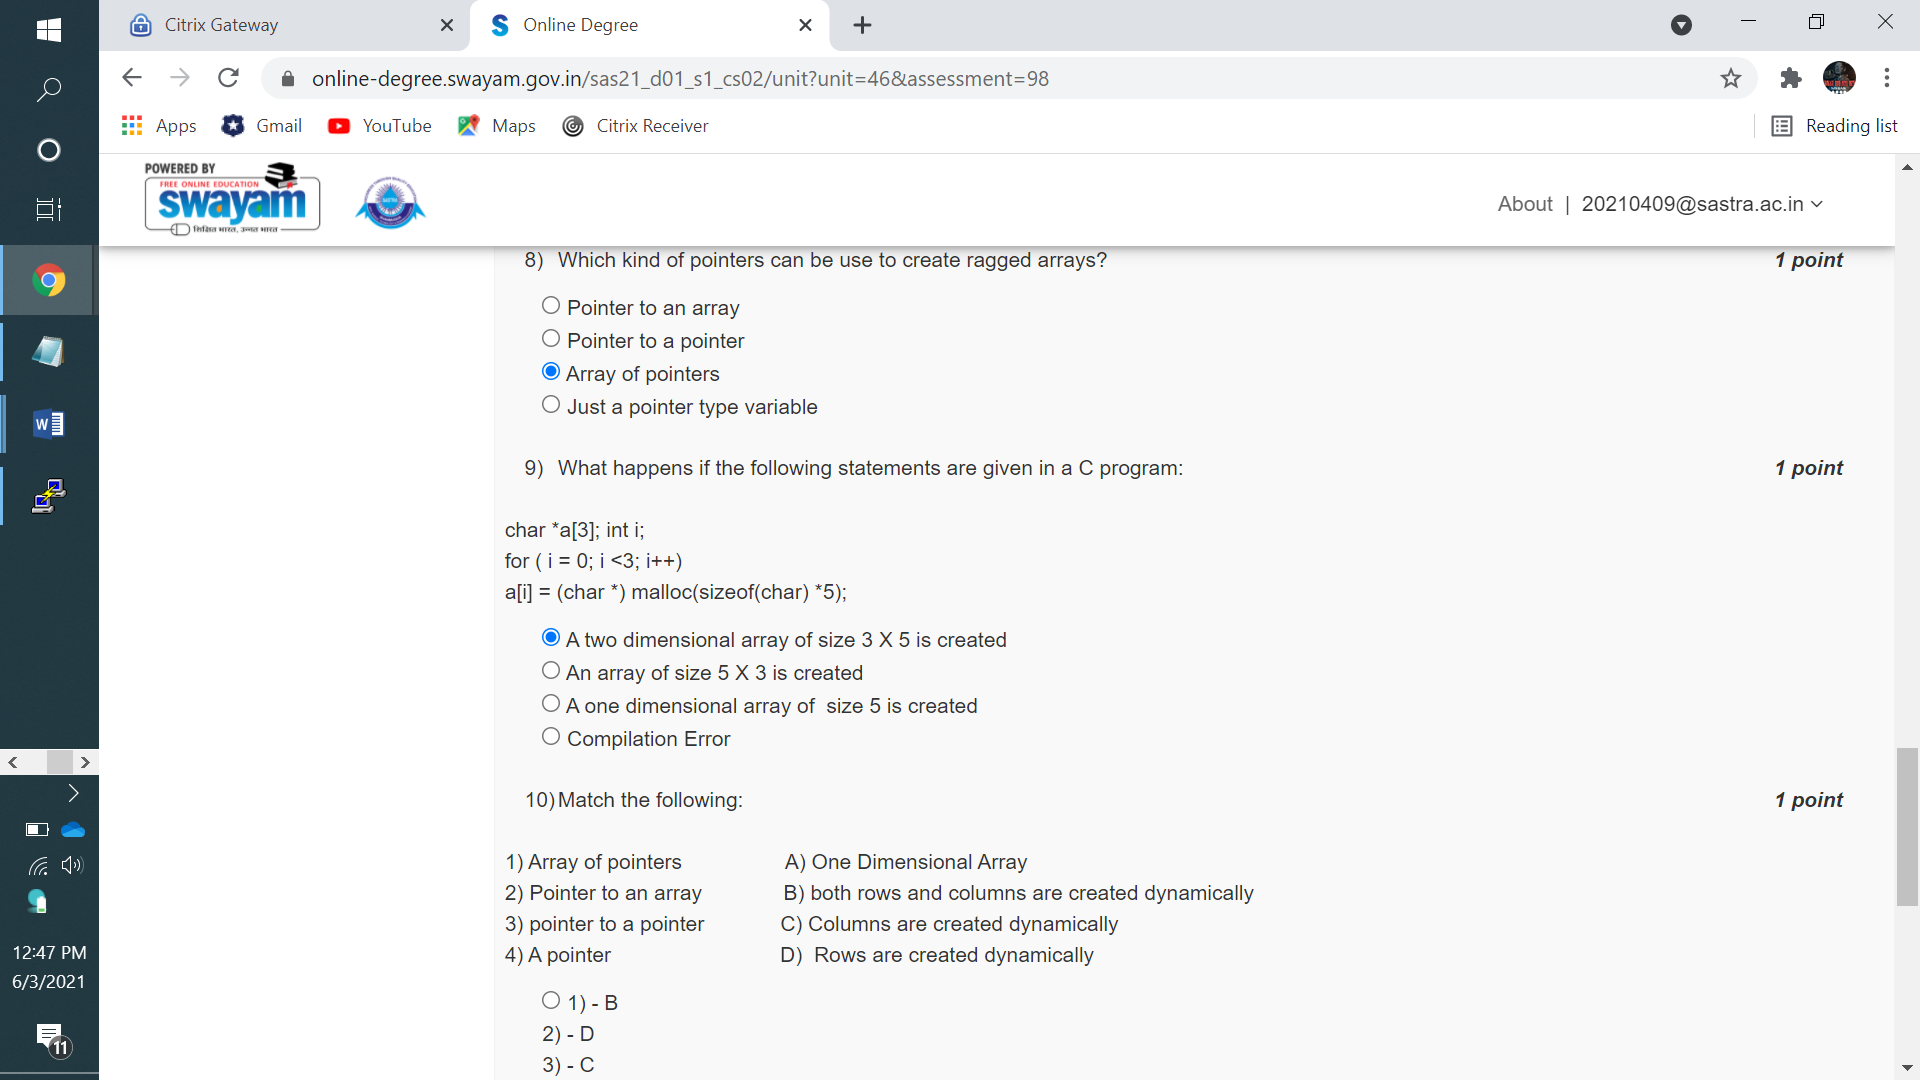 Citrix Gateway
Online Degree
online-degree.swayam.gov.in/sas21_d01_s1_cs02/unit?unit=46&assessment=98
Apps Gmail YouTube Maps Citrix Receiver Reading list
POWERED BY
FREE ONLINE EDUCATION
swayam
शिक्षित भारत, उन्नत भारत
About | 20210409@sastra.ac.in
8) Which kind of pointers can be use to create ragged arrays? 1 point
Pointer to an array
Pointer to a pointer
Array of pointers
Just a pointer type variable
9) What happens if the following statements are given in a C program: 1 point
char *a[3]; int i;
for ( i = 0; i <3; i++)
a[i] = (char *) malloc(sizeof(char) *5);
A two dimensional array of size 3 X 5 is created
An array of size 5 X 3 is created
A one dimensional array of size 5 is created
Compilation Error
10) Match the following: 1 point
1) Array of pointers A) One Dimensional Array
2) Pointer to an array B) both rows and columns are created dynamically
3) pointer to a pointer C) Columns are created dynamically
4) A pointer D) Rows are created dynamically
1) - B
2) - D
3) - C
12:47 PM
6/3/2021
11